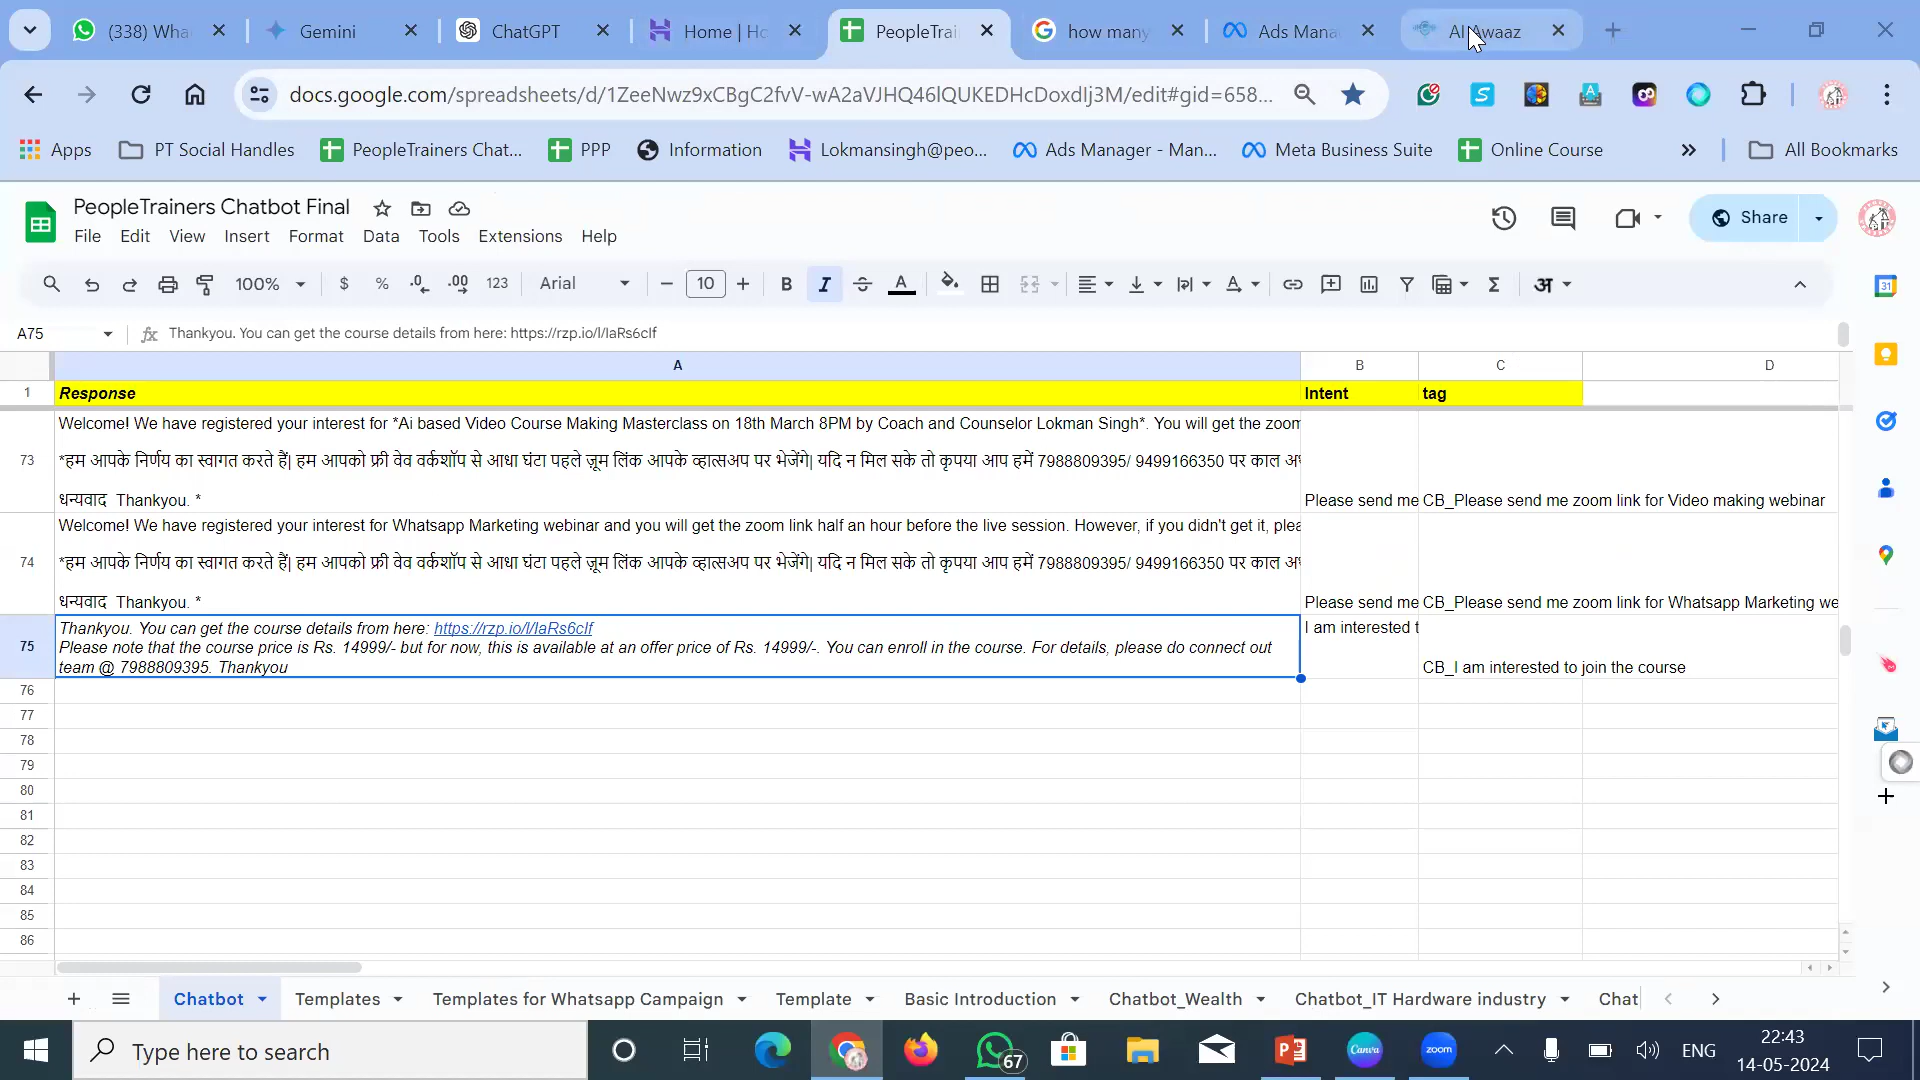 (338) Wha
Gemini
ChatGPT
Home | Ho
PeopleTrai
how many
Ads Mana
AI Awaaz
docs.google.com/spreadsheets/d/1ZeeNwz9xCBgC2fvV-wA2aVJHQ46lQUKEDHcDoxdIj3M/edit#gid=658...
Apps
PT Social Handles
PeopleTrainers Chat...
PPP
Information
Lokmansingh@peo...
Ads Manager - Man...
Meta Business Suite
Online Course
All Bookmarks
PeopleTrainers Chatbot Final
File Edit View Insert Format Data Tools Extensions Help
Share
100% $ % .0 .00 123 Arial 10 B I A अ
31
A75
fx Thankyou. You can get the course details from here: https://rzp.io/l/IaRs6cIf
A B C D
1 Response Intent tag
Welcome! We have registered your interest for *Ai based Video Course Making Masterclass on 18th March 8PM by Coach and Counselor Lokman Singh*. You will get the zoom
73 *हम आपके निर्णय का स्वागत करते हैं| हम आपको फ्री वेव वर्कशॉप से आधा घंटा पहले ज़ूम लिंक आपके व्हात्सअप पर भेजेंगे| यदि न मिल सके तो कृपया आप हमें 7988809395/ 9499166350 पर काल अ
धन्यवाद Thankyou. * Please send me CB_Please send me zoom link for Video making webinar
Welcome! We have registered your interest for Whatsapp Marketing webinar and you will get the zoom link half an hour before the live session. However, if you didn't get it, plea
74 *हम आपके निर्णय का स्वागत करते हैं| हम आपको फ्री वेव वर्कशॉप से आधा घंटा पहले ज़ूम लिंक आपके व्हात्सअप पर भेजेंगे| यदि न मिल सके तो कृपया आप हमें 7988809395/ 9499166350 पर काल अ
धन्यवाद Thankyou. * Please send me CB_Please send me zoom link for Whatsapp Marketing we
Thankyou. You can get the course details from here: https://rzp.io/l/IaRs6cIf I am interested t
75 Please note that the course price is Rs. 14999/- but for now, this is available at an offer price of Rs. 14999/-. You can enroll in the course. For details, please do connect out
team @ 7988809395. Thankyou CB_I am interested to join the course
76
77
78
79
80
81
82
83
84
85
86
Chatbot Templates Templates for Whatsapp Campaign Template Basic Introduction Chatbot_Wealth Chatbot_IT Hardware industry Chat
Type here to search
67
Canva
zoom
ENG
22:43
14-05-2024